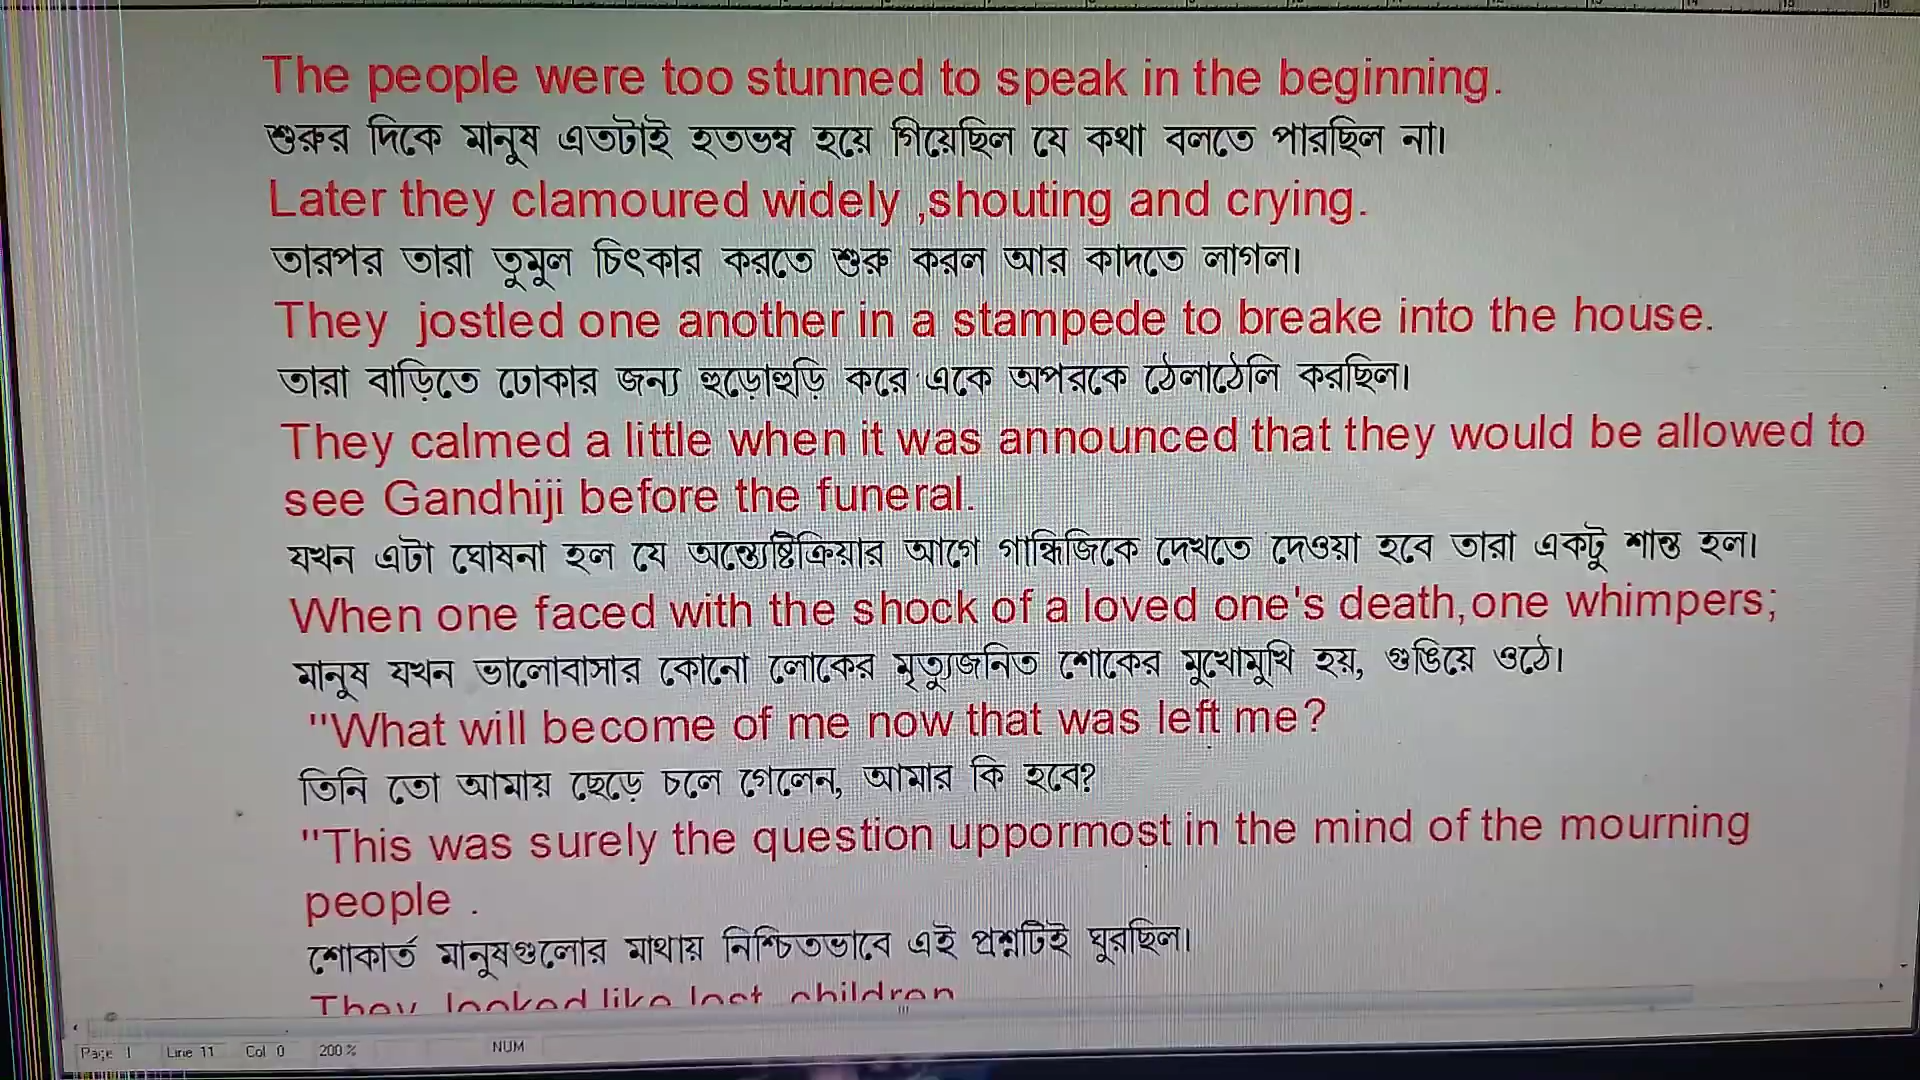 The people were too stunned to speak in the beginning.
শুরুর দিকে মানুষ এতটাই হতভম্ব হয়ে গিয়েছিল যে কথা বলতে পারছিল না।
Later they clamoured widely ,shouting and crying.
তারপর তারা তুমুল চিৎকার করতে শুরু করল আর কাদতে লাগল।
They jostled one another in a stampede to breake into the house.
তারা বাড়িতে ঢোকার জন্য হুড়োহুড়ি করে একে অপরকে ঠেলাঠেলি করছিল।
They calmed a little when it was announced that they would be allowed to
see Gandhiji before the funeral.
যখন এটা ঘোষনা হল যে অন্ত্যেষ্টিক্রিয়ার আগে গান্ধিজিকে দেখতে দেওয়া হবে তারা একটু শান্ত হল।
When one faced with the shock of a loved one's death,one whimpers;
মানুষ যখন ভালোবাসার কোনো লোকের মৃত্যুজনিত শোকের মুখোমুখি হয়, গুঙিয়ে ওঠে।
"What will become of me now that was left me?
তিনি তো আমায় ছেড়ে চলে গেলেন, আমার কি হবে?
"This was surely the question uppormost in the mind of the mourning
people .
শোকার্ত মানুষগুলোর মাথায় নিশ্চিতভাবে এই প্রশ্নটিই ঘুরছিল।
They looked like lost children
Page 1 Line 11 Col 0 200% NUM